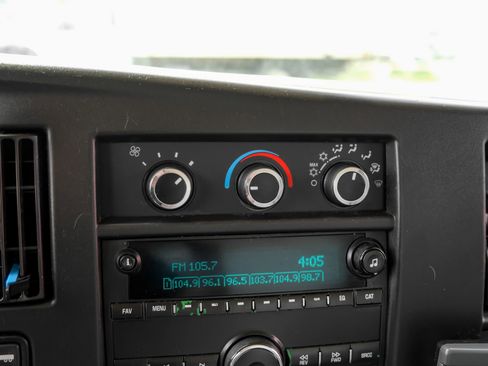 MAX
FM 105.7 4:05
1 104.9 96.1 96.5 103.7 104.9 98.7
FAV MENU EQ CAT
REV FWD SRCE